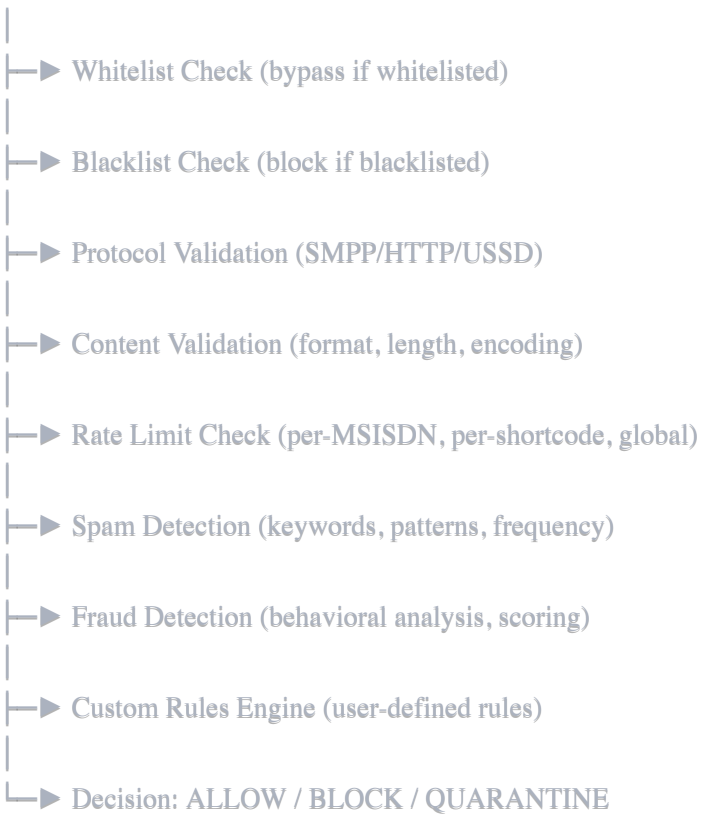 Whitelist Check (bypass if whitelisted)
Blacklist Check (block if blacklisted)
Protocol Validation (SMPP/HTTP/USSD)
Content Validation (format, length, encoding)
Rate Limit Check (per-MSISDN, per-shortcode, global)
Spam Detection (keywords, patterns, frequency)
Fraud Detection (behavioral analysis, scoring)
Custom Rules Engine (user-defined rules)
Decision: ALLOW / BLOCK / QUARANTINE